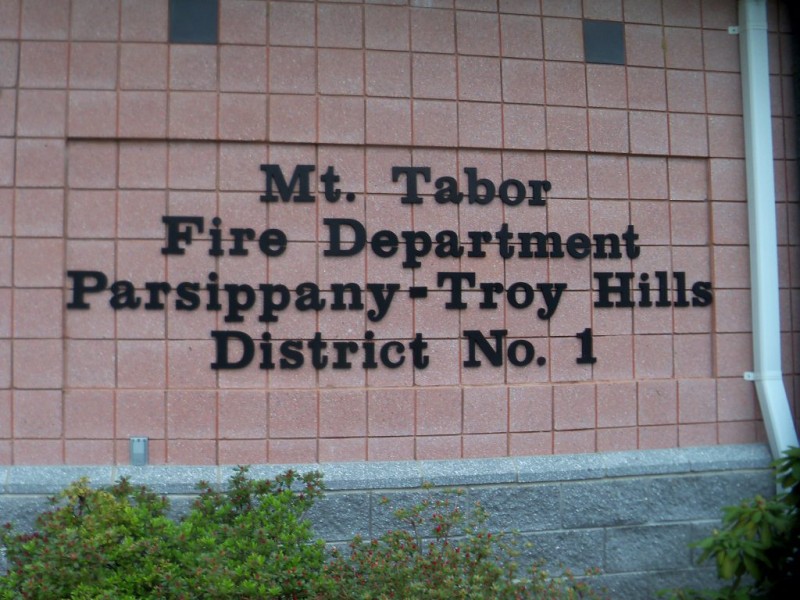 Mt. Tabor
Fire Department
Parsippany-Troy Hills
District No. 1